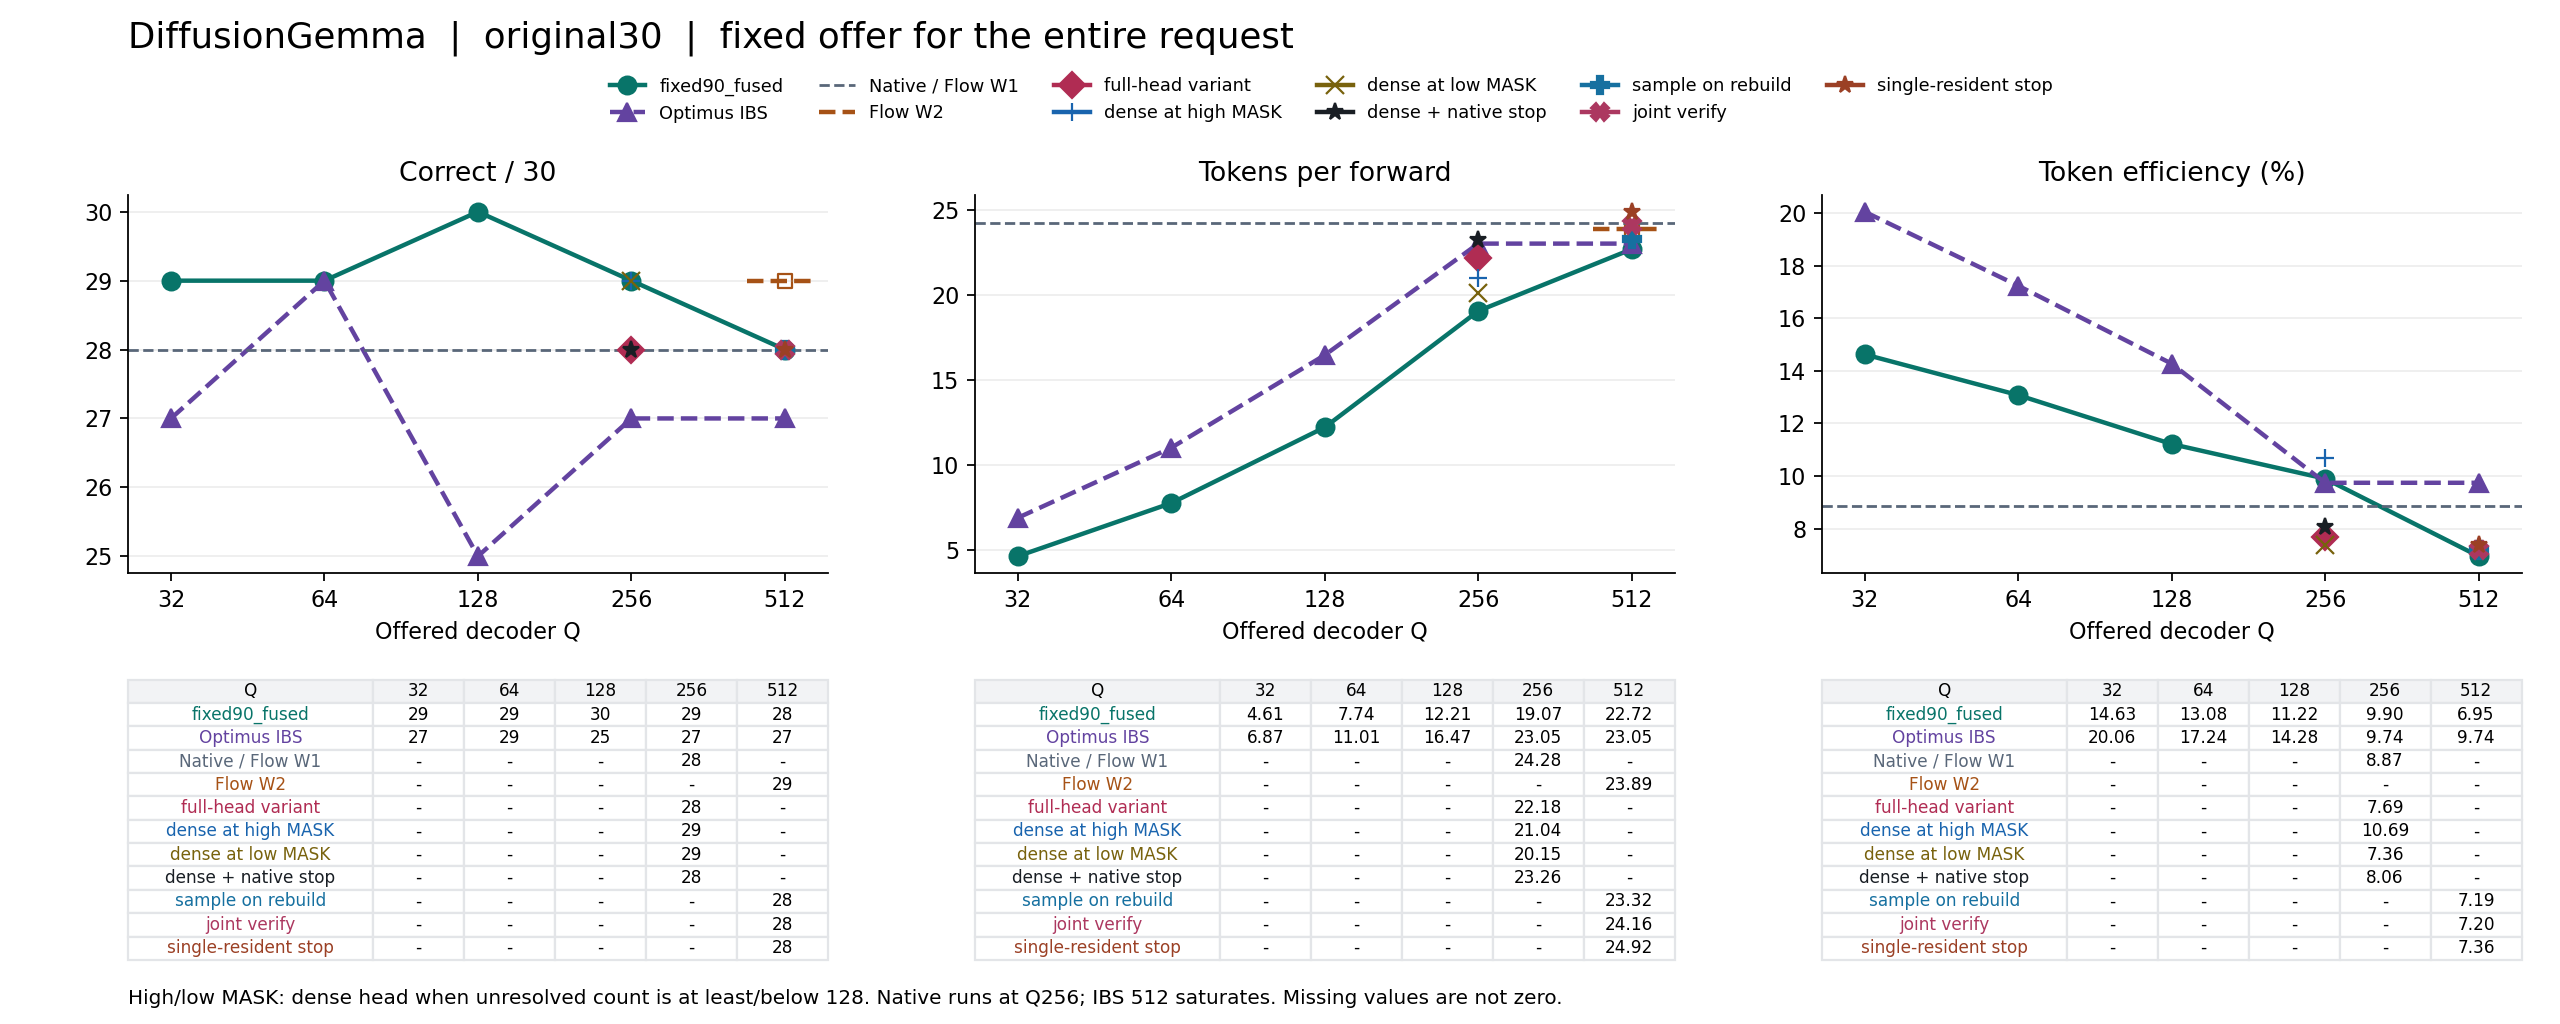 DiffusionGemma | original30 | fixed offer for the entire request
fixed90_fused Native / Flow W1 full-head variant dense at low MASK sample on rebuild single-resident stop
Optimus IBS Flow W2 dense at high MASK dense + native stop joint verify
Correct / 30
30
29
28
27
26
25
32 64 128 256 512
Offered decoder Q
Tokens per forward
25
20
15
10
5
32 64 128 256 512
Offered decoder Q
Token efficiency (%)
20
18
16
14
12
10
8
32 64 128 256 512
Offered decoder Q
Q 32 64 128 256 512
fixed90_fused 29 29 30 29 28
Optimus IBS 27 29 25 27 27
Native / Flow W1 - - - 28 -
Flow W2 - - - - 29
full-head variant - - - 28 -
dense at high MASK - - - 29 -
dense at low MASK - - - 29 -
dense + native stop - - - 28 -
sample on rebuild - - - - 28
joint verify - - - - 28
single-resident stop - - - - 28
Q 32 64 128 256 512
fixed90_fused 4.61 7.74 12.21 19.07 22.72
Optimus IBS 6.87 11.01 16.47 23.05 23.05
Native / Flow W1 - - - 24.28 -
Flow W2 - - - - 23.89
full-head variant - - - 22.18 -
dense at high MASK - - - 21.04 -
dense at low MASK - - - 20.15 -
dense + native stop - - - 23.26 -
sample on rebuild - - - - 23.32
joint verify - - - - 24.16
single-resident stop - - - - 24.92
Q 32 64 128 256 512
fixed90_fused 14.63 13.08 11.22 9.90 6.95
Optimus IBS 20.06 17.24 14.28 9.74 9.74
Native / Flow W1 - - - 8.87 -
Flow W2 - - - - -
full-head variant - - - 7.69 -
dense at high MASK - - - 10.69 -
dense at low MASK - - - 7.36 -
dense + native stop - - - 8.06 -
sample on rebuild - - - - 7.19
joint verify - - - - 7.20
single-resident stop - - - - 7.36
High/low MASK: dense head when unresolved count is at least/below 128. Native runs at Q256; IBS 512 saturates. Missing values are not zero.